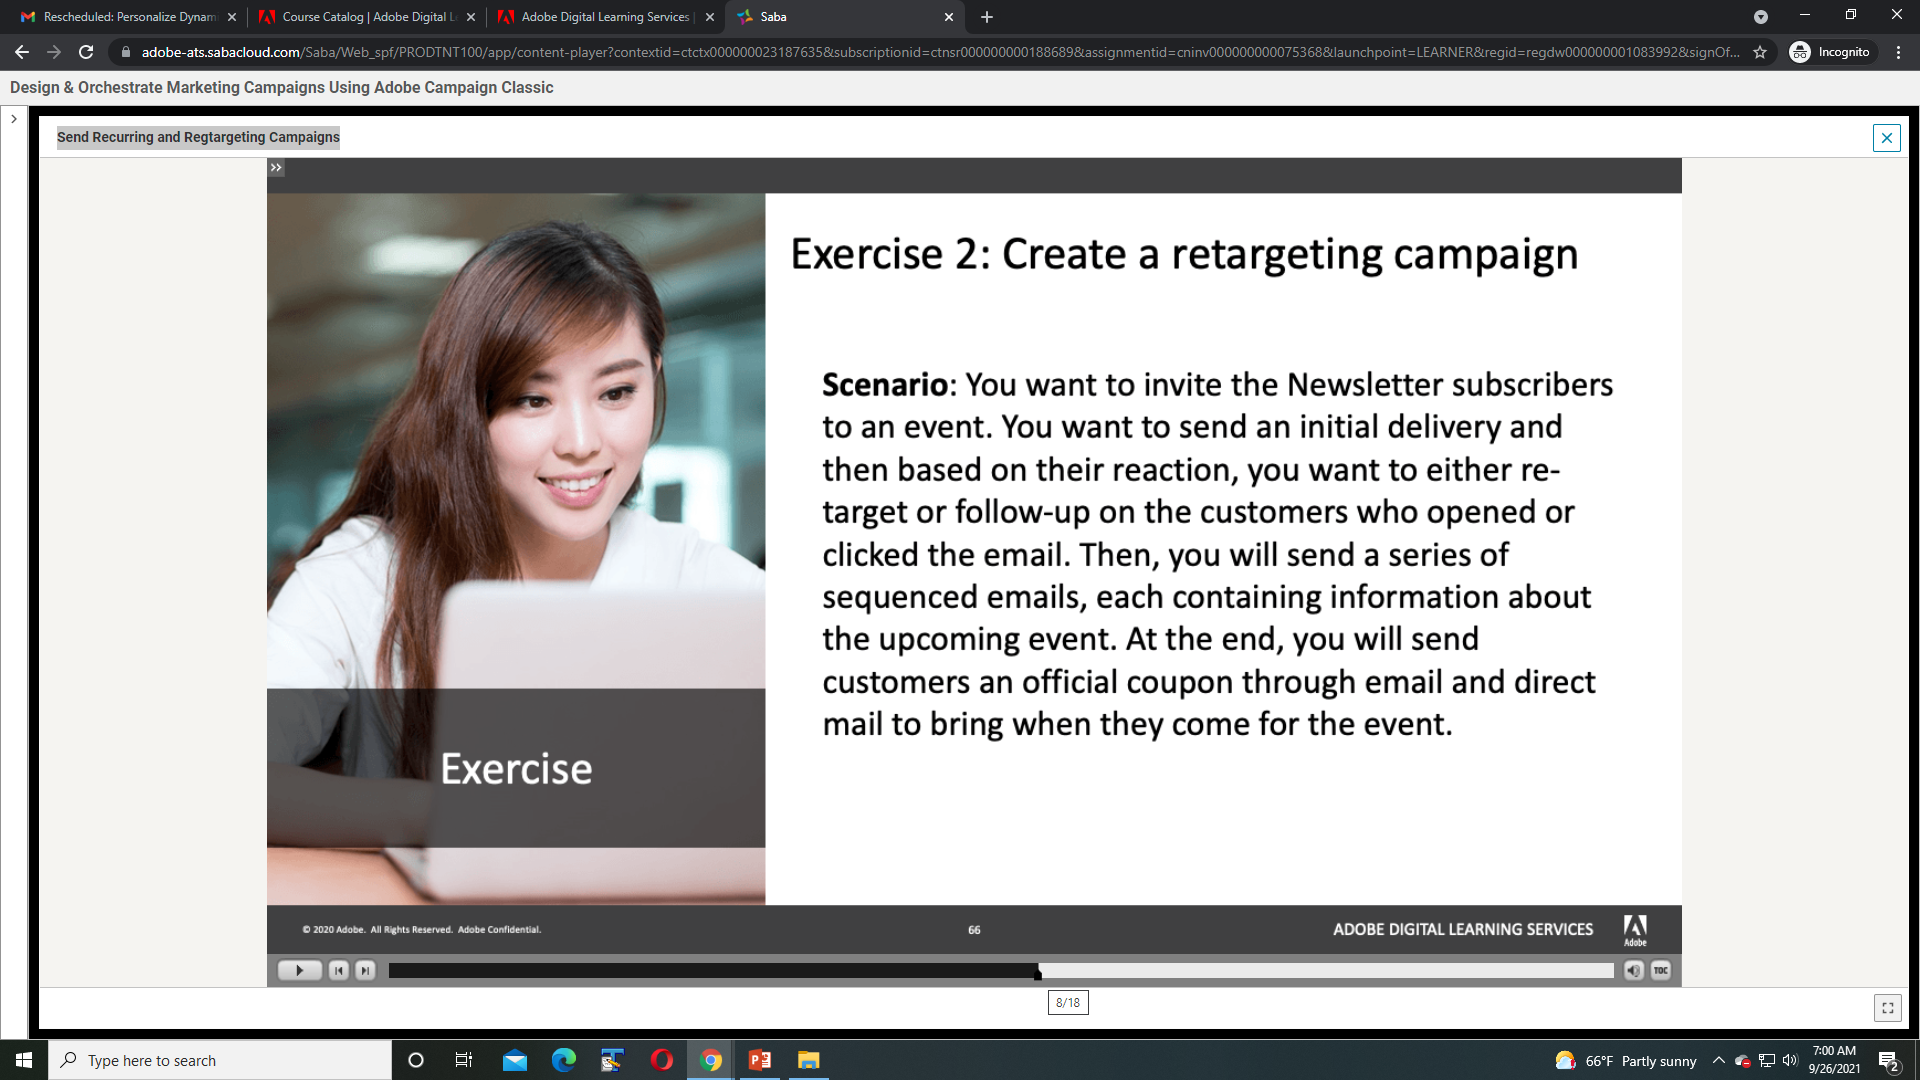 Rescheduled: Personalize Dynam
Course Catalog | Adobe Digital L
Adobe Digital Learning Services |
Saba
adobe-ats.sabacloud.com/Saba/Web_spf/PRODTNT100/app/content-player?contextid=ctctx000000023187635&subscriptionid=ctnsr000000000188689&assignmentid=cninv000000000075368&launchpoint=LEARNER&regid=regdw000000001083992&signOf...
Incognito
Design & Orchestrate Marketing Campaigns Using Adobe Campaign Classic
Send Recurring and Regtargeting Campaigns
Exercise 2: Create a retargeting campaign
Scenario: You want to invite the Newsletter subscribers
to an event. You want to send an initial delivery and
then based on their reaction, you want to either re-
target or follow-up on the customers who opened or
clicked the email. Then, you will send a series of
sequenced emails, each containing information about
the upcoming event. At the end, you will send
customers an official coupon through email and direct
mail to bring when they come for the event.
Exercise
© 2020 Adobe. All Rights Reserved. Adobe Confidential.
66
ADOBE DIGITAL LEARNING SERVICES
Adobe
TOC
8/18
Type here to search
66°F Partly sunny
7:00 AM
9/26/2021
2